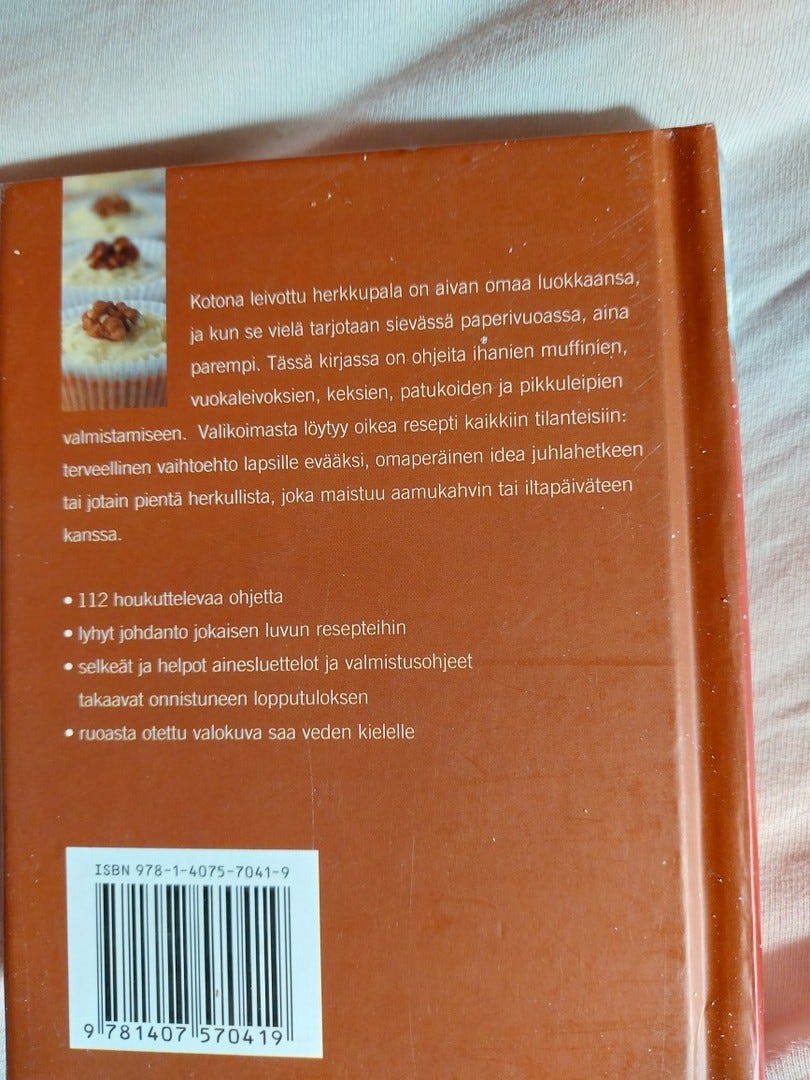 Kotona leivottu herkkupala on aivan omaa luokkaansa,
ja kun se vielä tarjotaan sievässä paperivuoassa, aina
parempi. Tässä kirjassa on ohjeita ihanien muffinien,
vuokaleivoksien, keksien, patukoiden ja pikkuleipien
valmistamiseen. Valikoimasta löytyy oikea resepti kaikkiin tilanteisiin:
terveellinen vaihtoehto lapsille evääksi, omaperäinen idea juhlahetkeen
tai jotain pientä herkullista, joka maistuu aamukahvin tai iltapäiväteen
kanssa.
• 112 houkuttelevaa ohjetta
• lyhyt johdanto jokaisen luvun resepteihin
• selkeät ja helpot ainesluettelot ja valmistusohjeet
takaavat onnistuneen lopputuloksen
• ruoasta otettu valokuva saa veden kielelle
ISBN 978-1-4075-7041-9
9 781407 570419